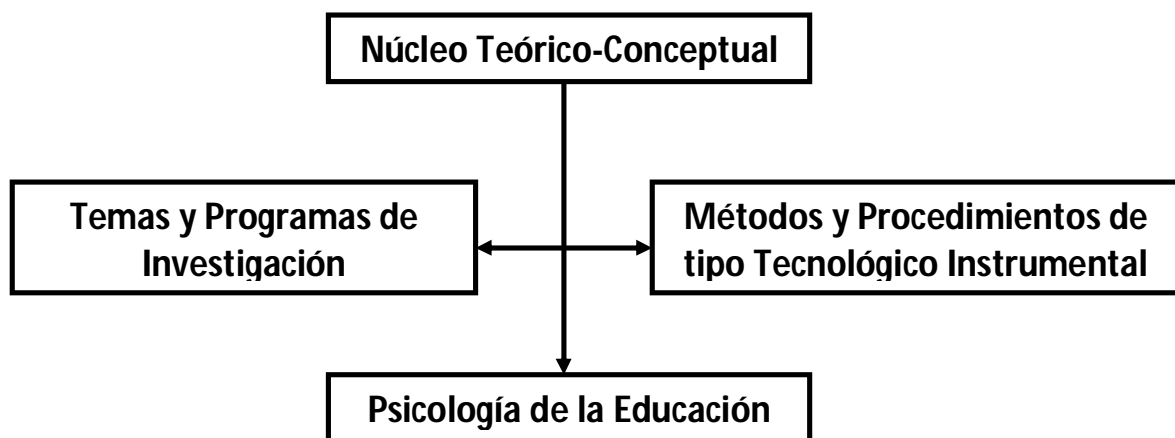 Núcleo Teórico-Conceptual
Temas y Programas de
Investigación
Métodos y Procedimientos de
tipo Tecnológico Instrumental
Psicología de la Educación